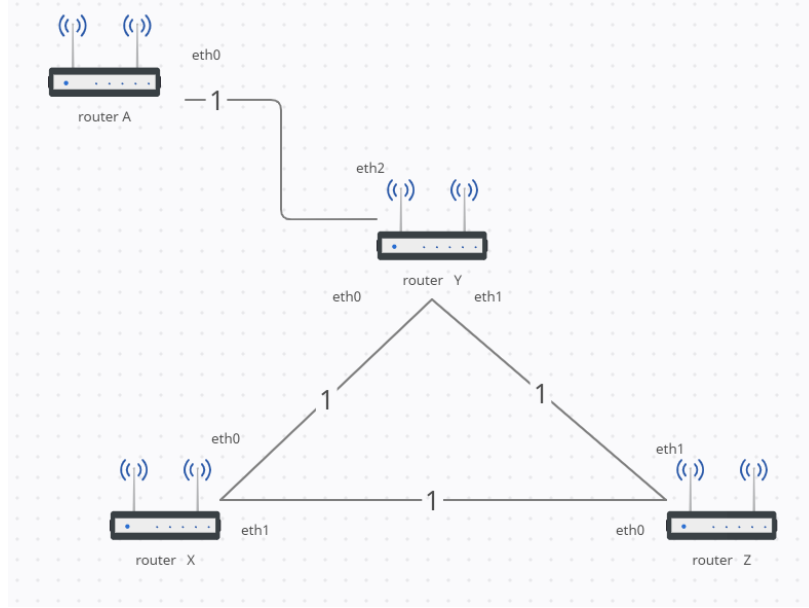 eth0
1
router A
eth2
router Y
eth0
eth1
1
1
eth0
eth1
1
eth1
eth0
router X
router Z